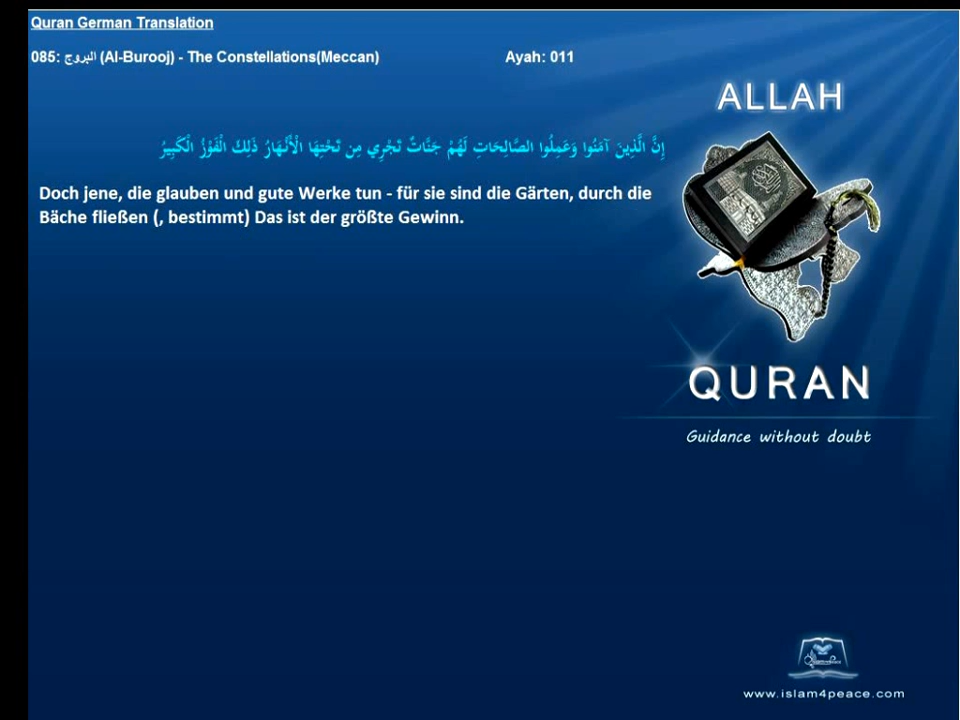 Quran German Translation
085: البروج (Al-Burooj) - The Constellations(Meccan) Ayah: 011
ALLAH
إِنَّ الَّذِينَ آمَنُوا وَعَمِلُوا الصَّالِحَاتِ لَهُمْ جَنَّاتٌ تَجْرِي مِن تَحْتِهَا الْأَنْهَارُ ذَٰلِكَ الْفَوْزُ الْكَبِيرُ
Doch jene, die glauben und gute Werke tun - für sie sind die Gärten, durch die
Bäche fließen (, bestimmt) Das ist der größte Gewinn.
QURAN
Guidance without doubt
www.islam4peace.com